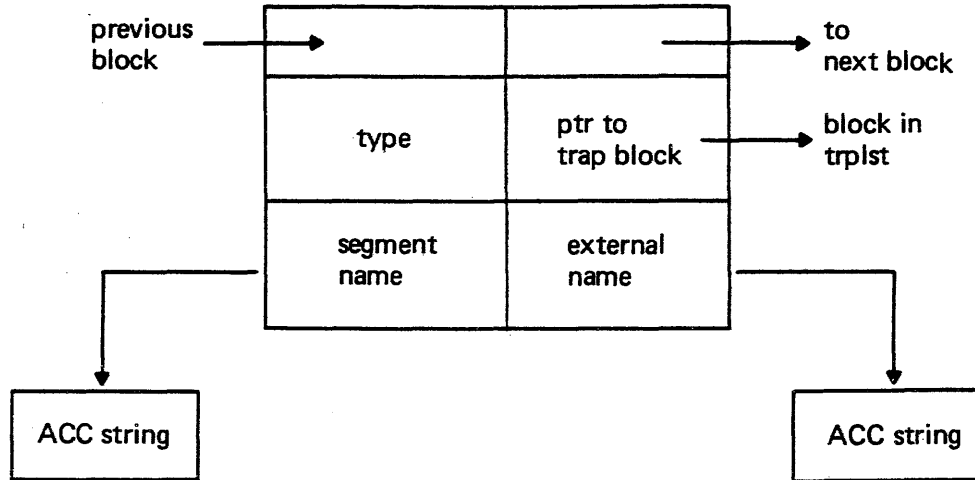 previous
block
to
next block
type
ptr to
trap block
block in
trplst
segment
name
external
name
ACC string
ACC string